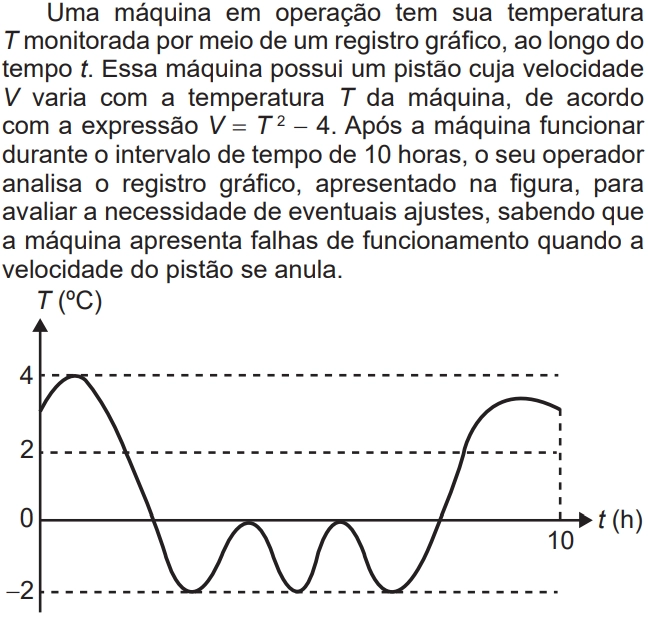 Uma máquina em operação tem sua temperatura
T monitorada por meio de um registro gráfico, ao longo do
tempo t. Essa máquina possui um pistão cuja velocidade
V varia com a temperatura T da máquina, de acordo
com a expressão V = T² – 4. Após a máquina funcionar
durante o intervalo de tempo de 10 horas, o seu operador
analisa o registro gráfico, apresentado na figura, para
avaliar a necessidade de eventuais ajustes, sabendo que
a máquina apresenta falhas de funcionamento quando a
velocidade do pistão se anula.
T (ºC)
4
2
0
t (h)
10
–2